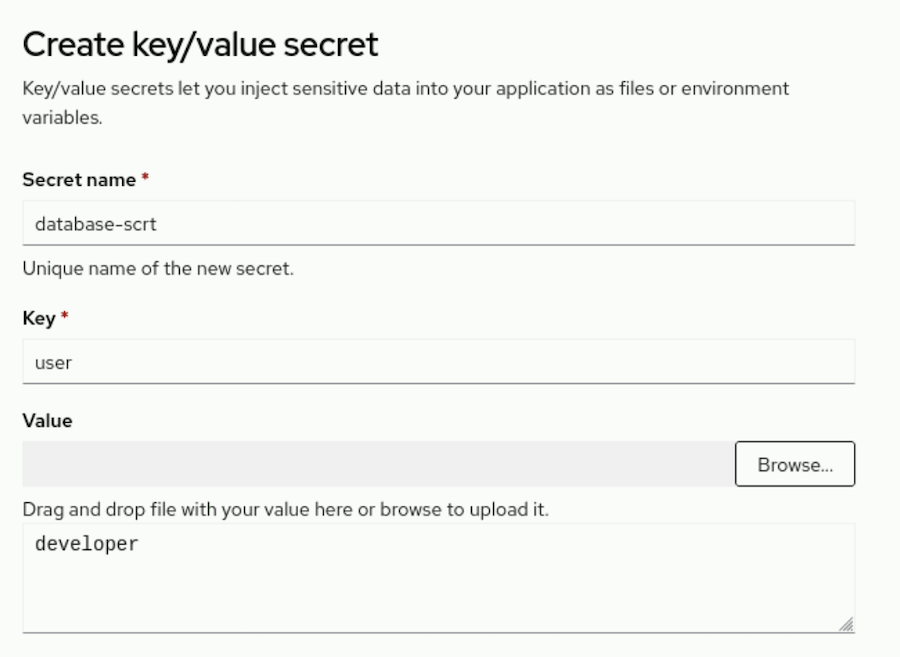 Create key/value secret
Key/value secrets let you inject sensitive data into your application as files or environment
variables.
Secret name *
database-scrt
Unique name of the new secret.
Key *
user
Value
Browse...
Drag and drop file with your value here or browse to upload it.
developer